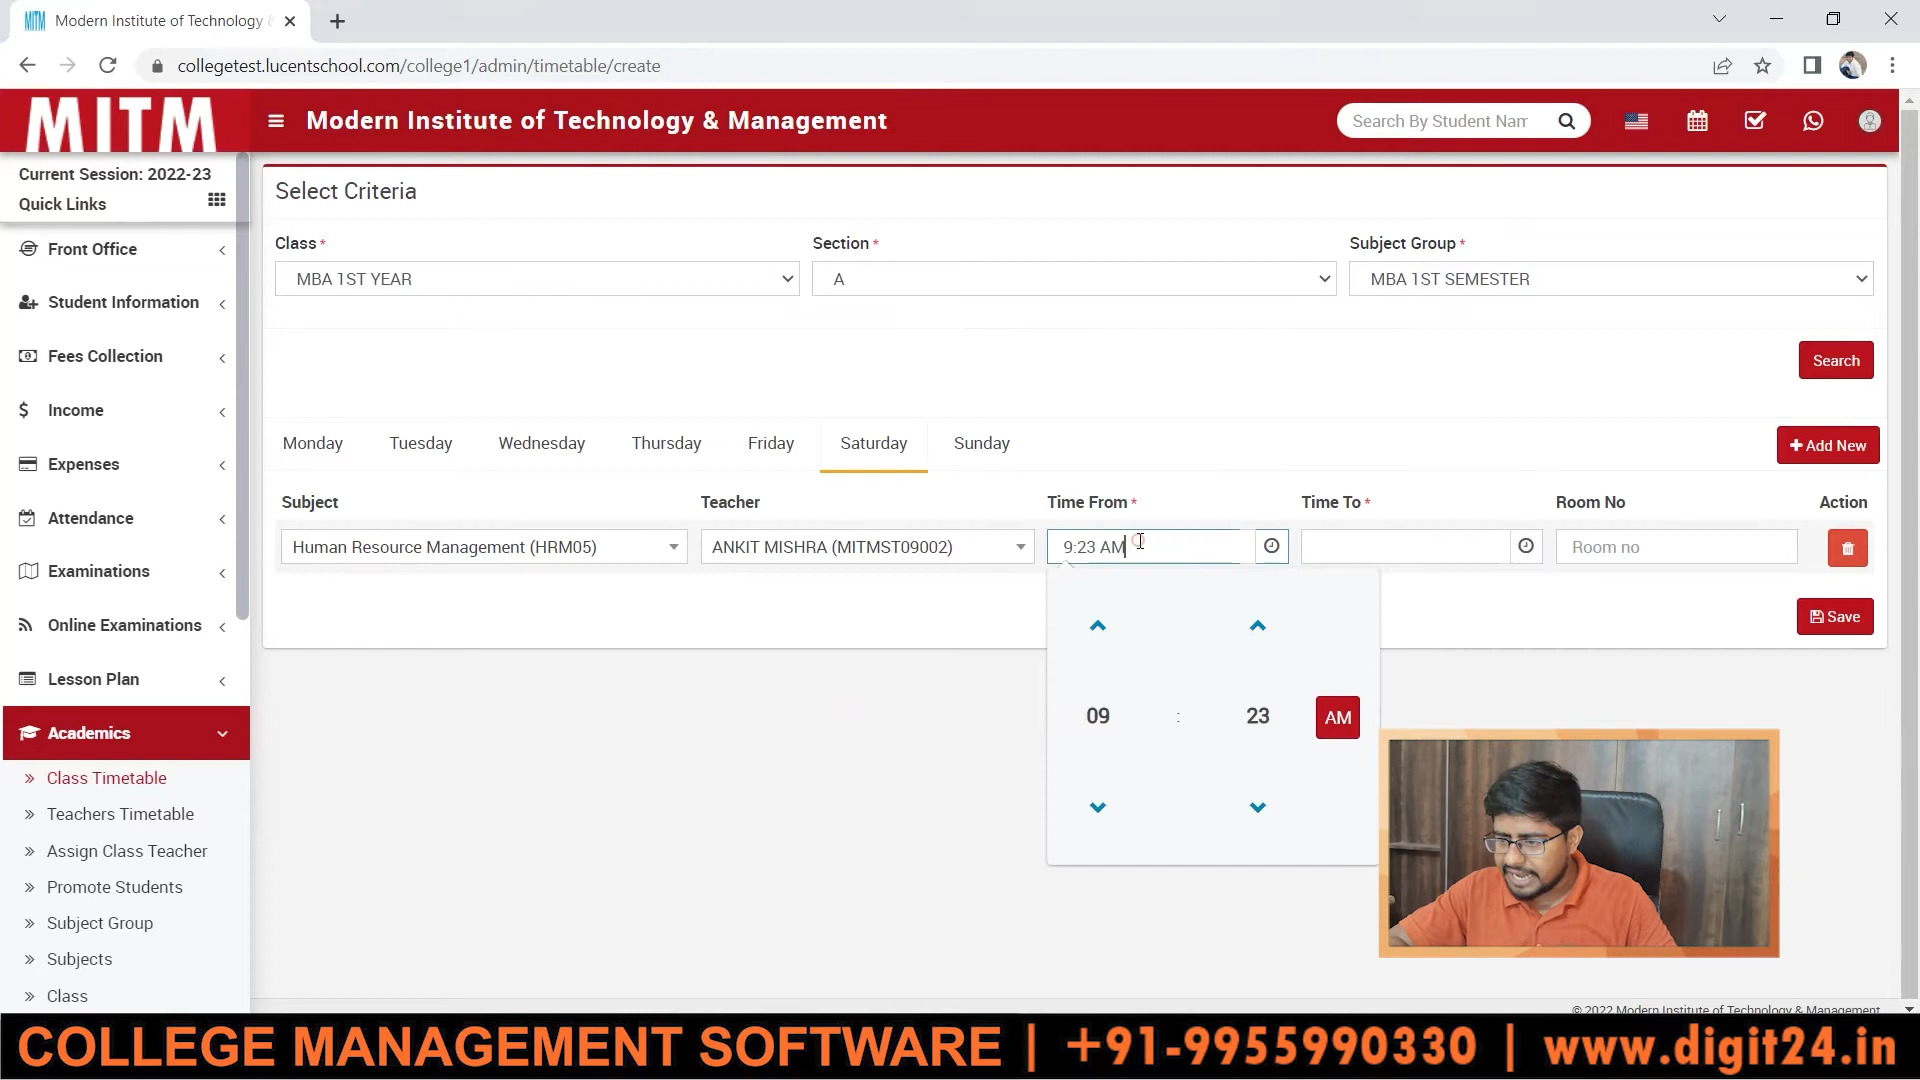 Modern Institute of Technology &
collegetest.lucentschool.com/college1/admin/timetable/create
MITM
Modern Institute of Technology & Management
Search By Student Nam
Current Session: 2022-23
Quick Links
Front Office
Student Information
Fees Collection
Income
Expenses
Attendance
Examinations
Online Examinations
Lesson Plan
Academics
Class Timetable
Teachers Timetable
Assign Class Teacher
Promote Students
Subject Group
Subjects
Class
Select Criteria
Class *
Section *
Subject Group *
MBA 1ST YEAR
A
MBA 1ST SEMESTER
Search
Monday
Tuesday
Wednesday
Thursday
Friday
Saturday
Sunday
+ Add New
Subject
Teacher
Time From *
Time To *
Room No
Action
Human Resource Management (HRM05)
ANKIT MISHRA (MITMST09002)
9:23 AM
Room no
Save
09 : 23 AM
© 2022 Modern Institute of Technology & Management
COLLEGE MANAGEMENT SOFTWARE | +91-9955990330 | www.digit24.in